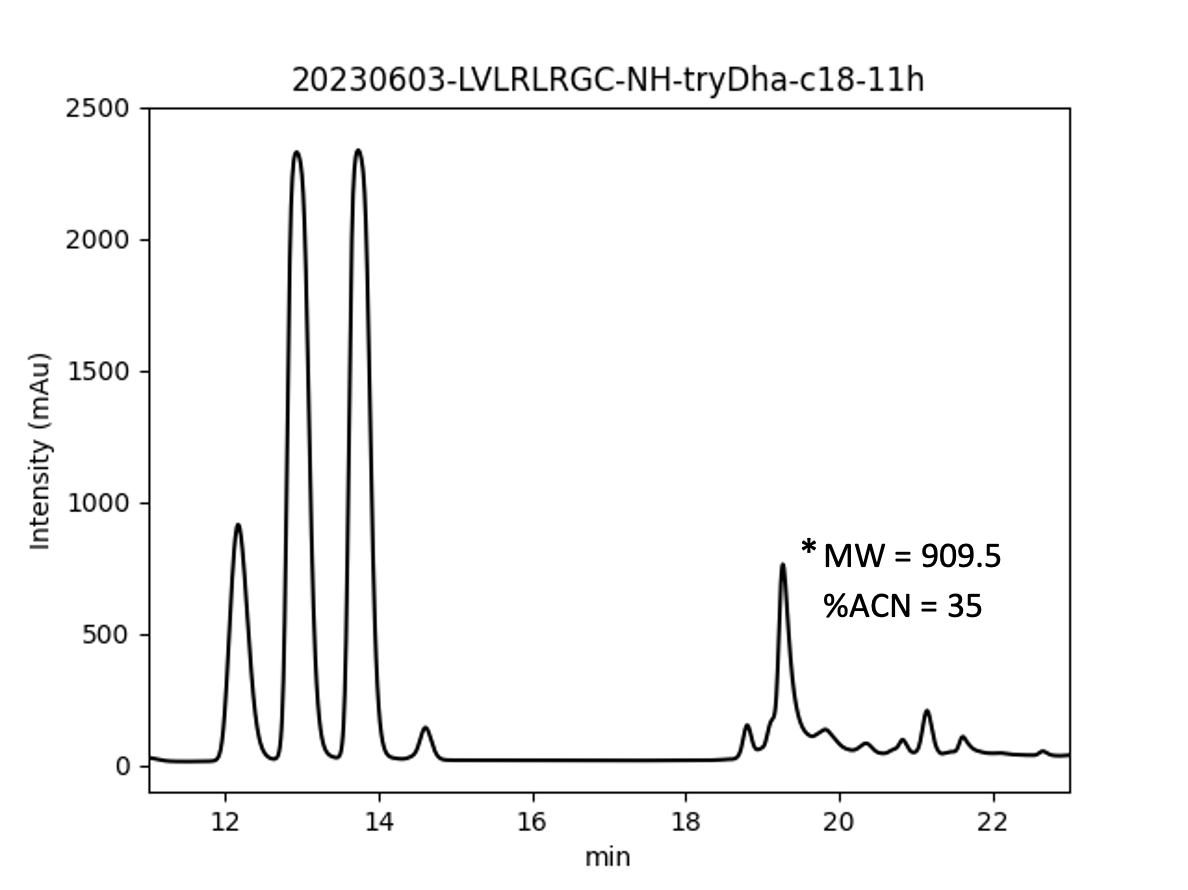 20230603-LVLRLRGC-NH-tryDha-c18-11h
2500
2000
1500
1000
500
0
Intensity (mAu)
* MW = 909.5
%ACN = 35
12 14 16 18 20 22
min